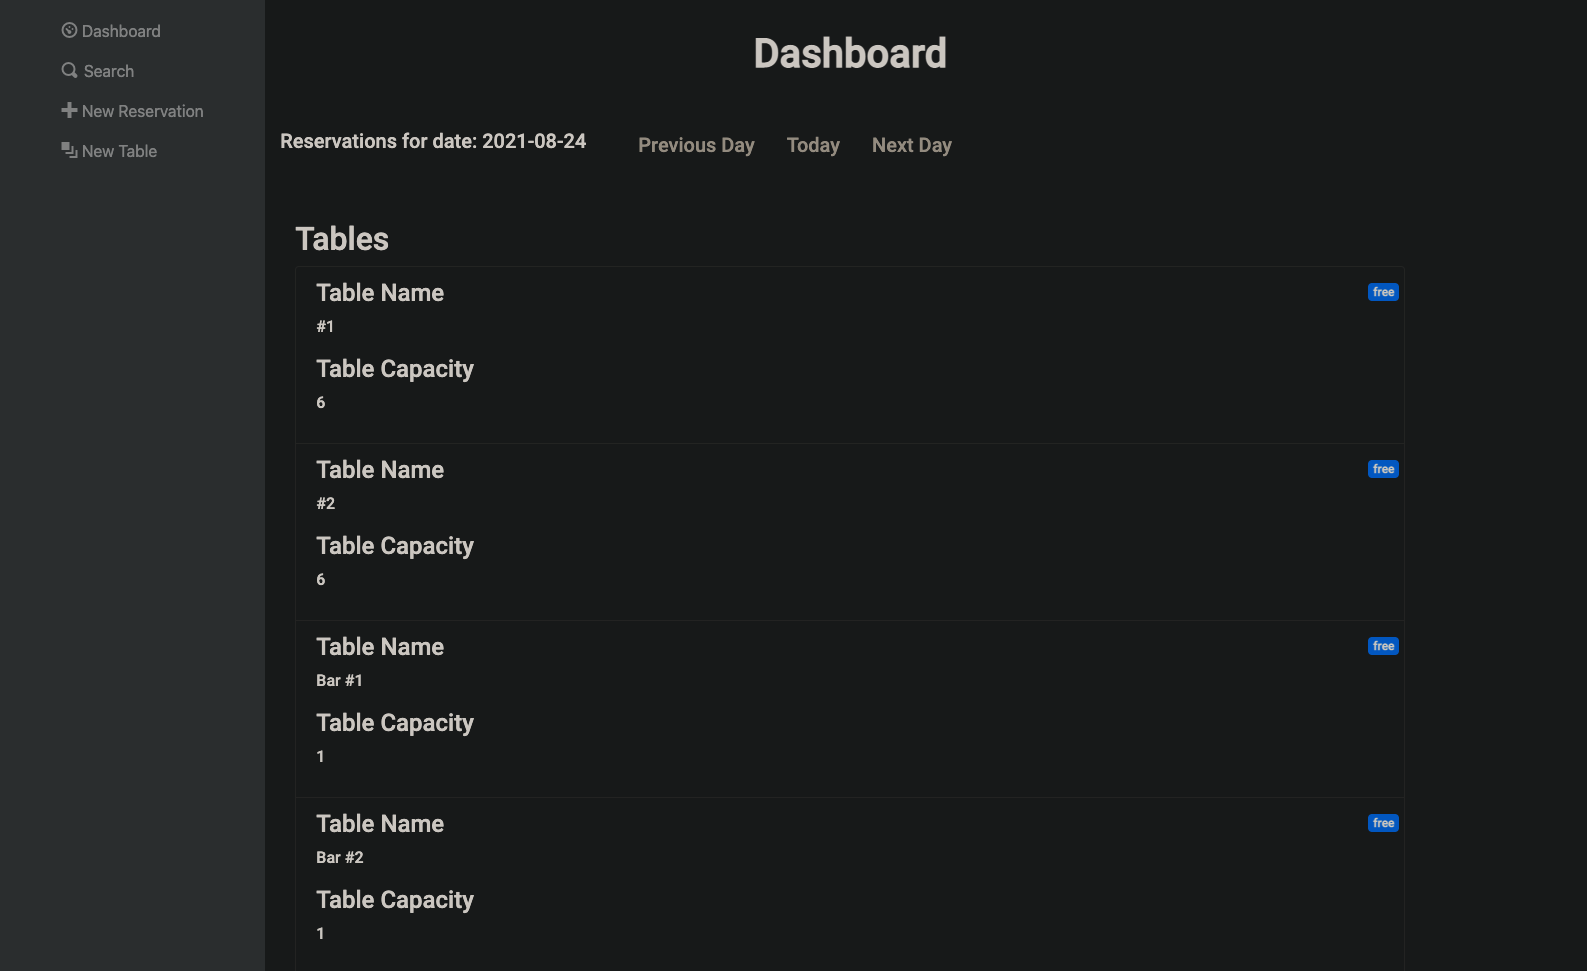 Dashboard
Search
New Reservation
New Table
Dashboard
Reservations for date: 2021-08-24
Previous Day Today Next Day
Tables
Table Name free
#1
Table Capacity
6
Table Name free
#2
Table Capacity
6
Table Name free
Bar #1
Table Capacity
1
Table Name free
Bar #2
Table Capacity
1